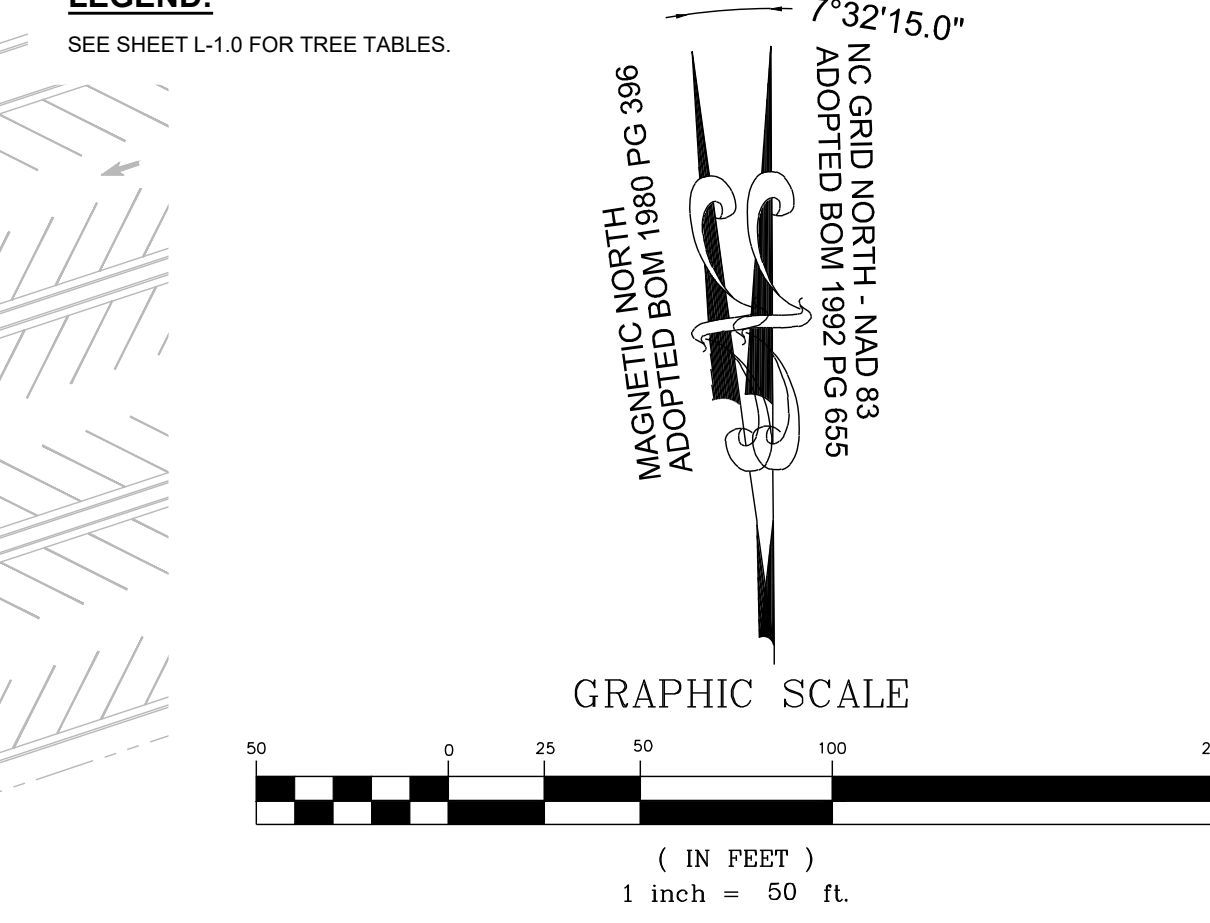 LEGEND:
SEE SHEET L-1.0 FOR TREE TABLES.
7°32'15.0"
MAGNETIC NORTH
ADOPTED BOM 1980 PG 396
NC GRID NORTH - NAD 83
ADOPTED BOM 1992 PG 655
GRAPHIC SCALE
50 0 25 50 100 2
( IN FEET )
1 inch = 50 ft.